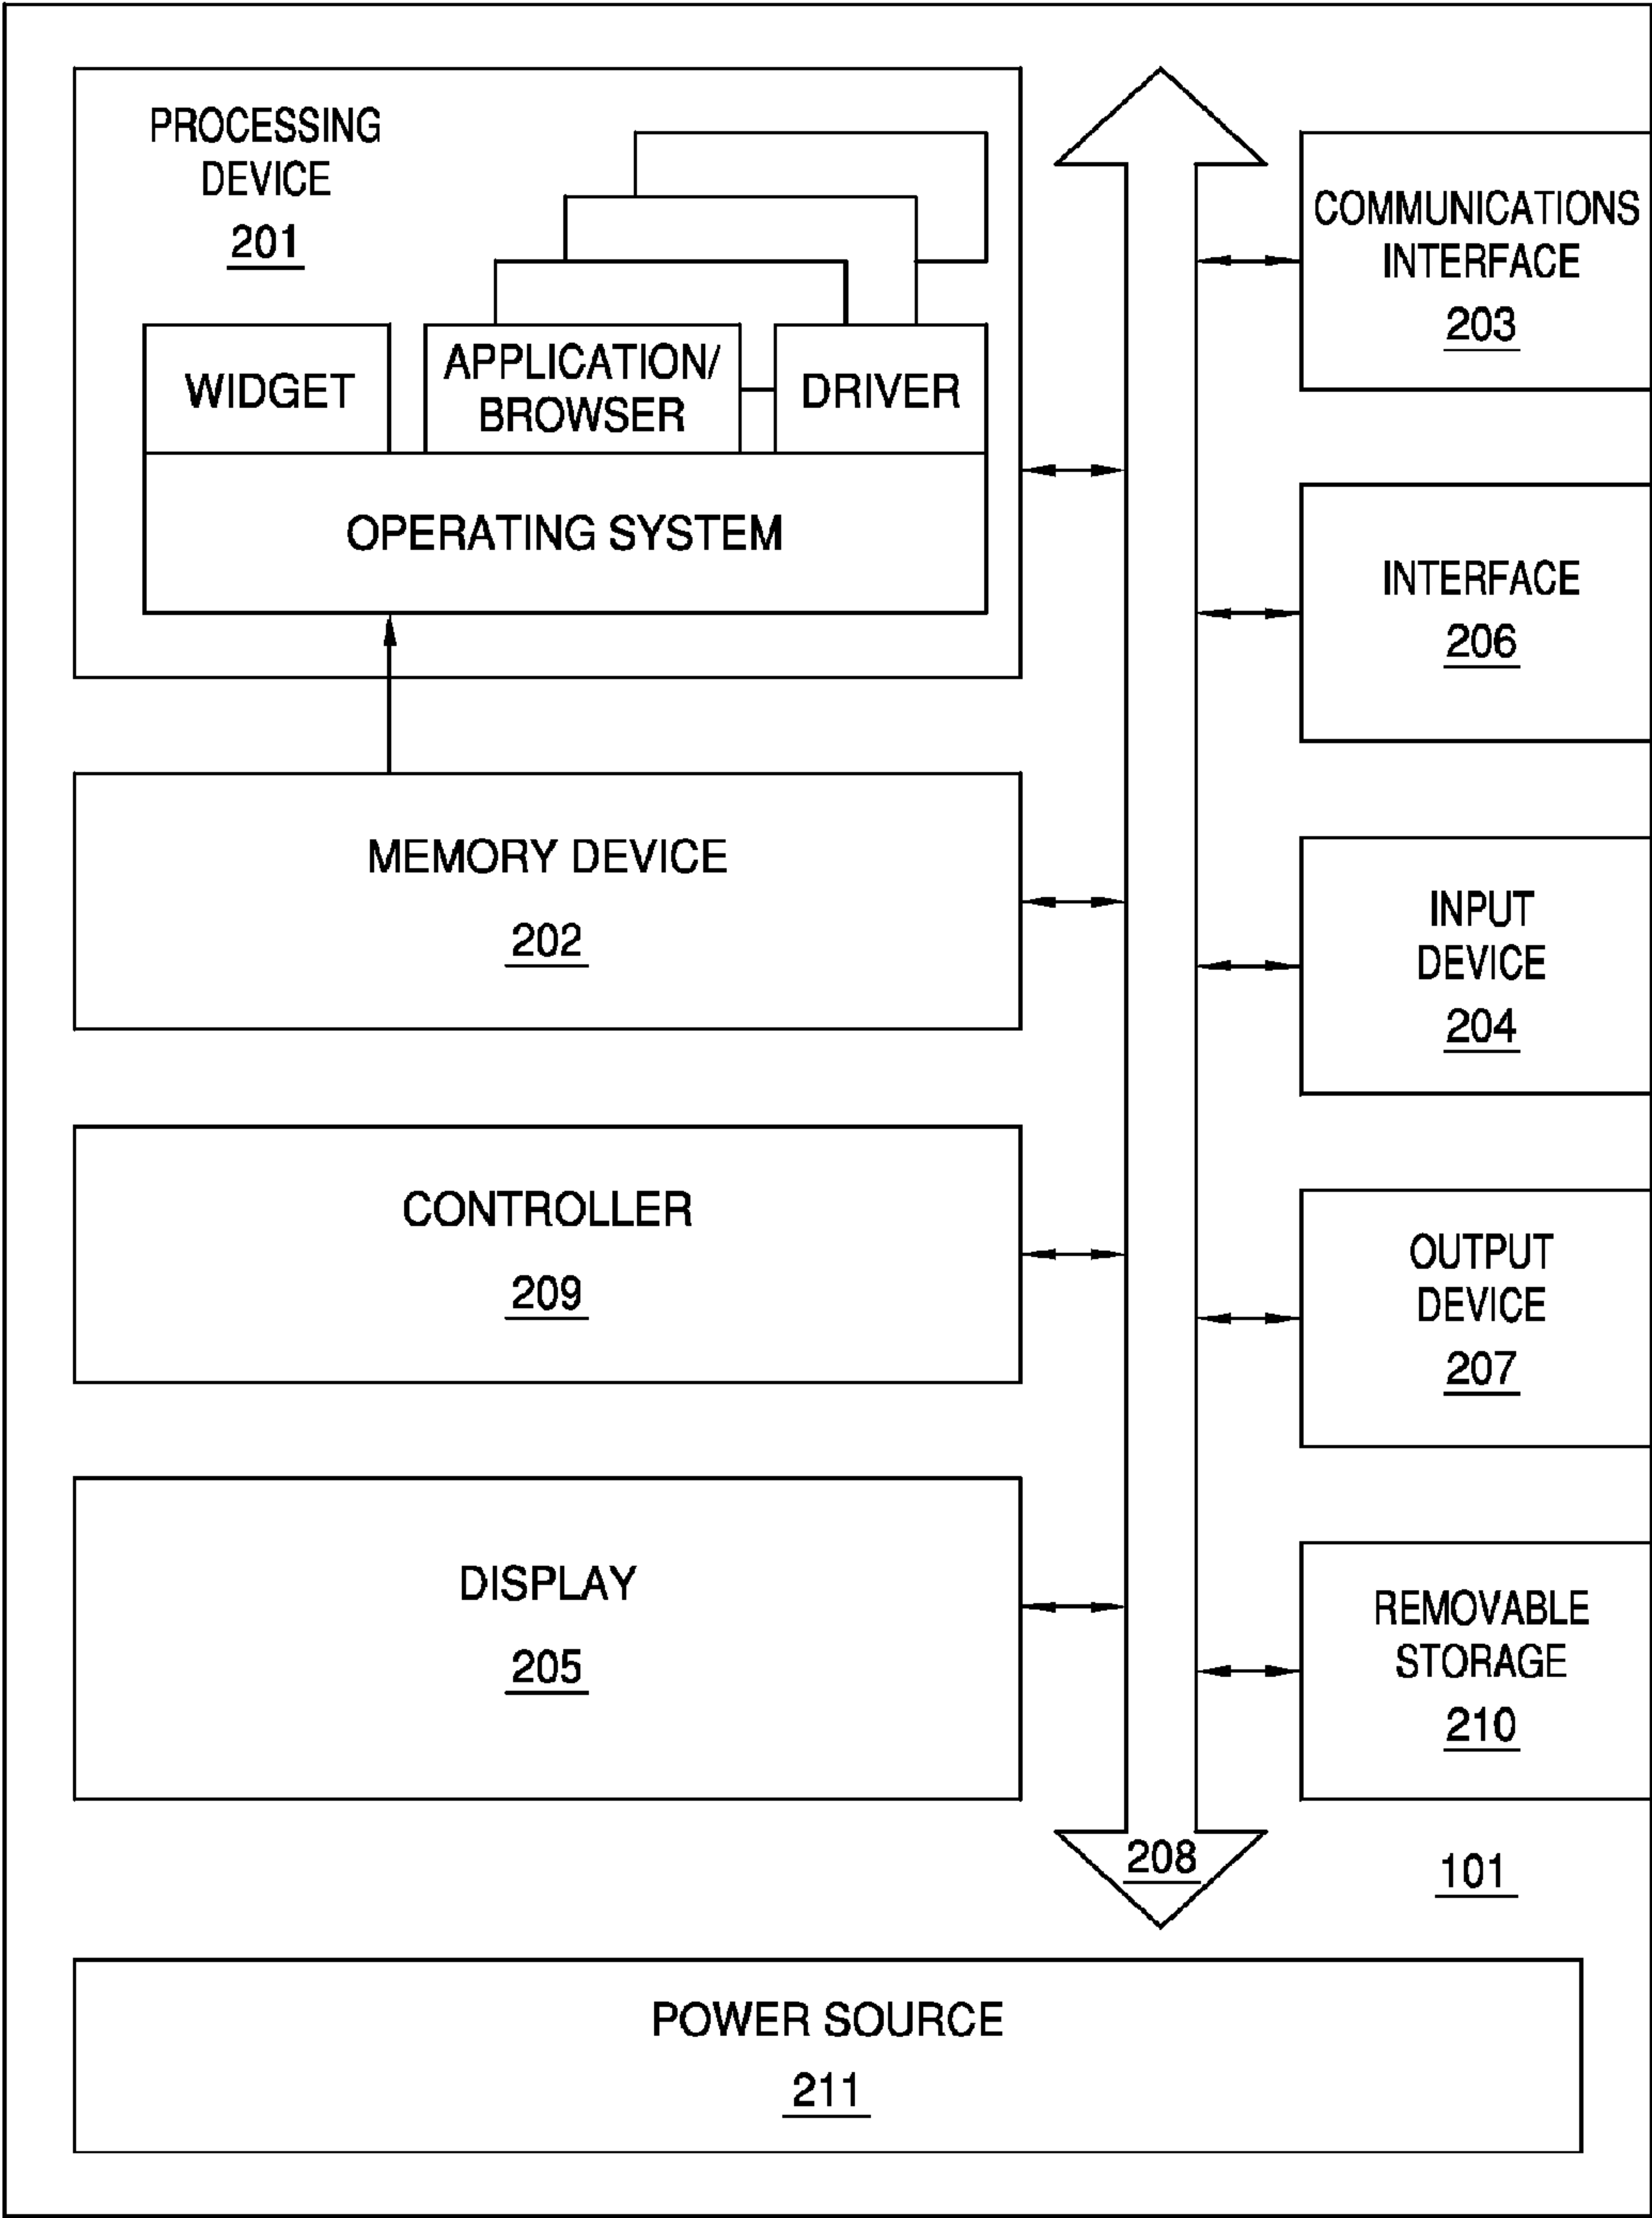 PROCESSING
DEVICE
201
WIDGET
APPLICATION/
BROWSER
DRIVER
OPERATING SYSTEM
MEMORY DEVICE
202
CONTROLLER
209
DISPLAY
205
COMMUNICATIONS
INTERFACE
203
INTERFACE
206
INPUT
DEVICE
204
OUTPUT
DEVICE
207
REMOVABLE
STORAGE
210
208
101
POWER SOURCE
211